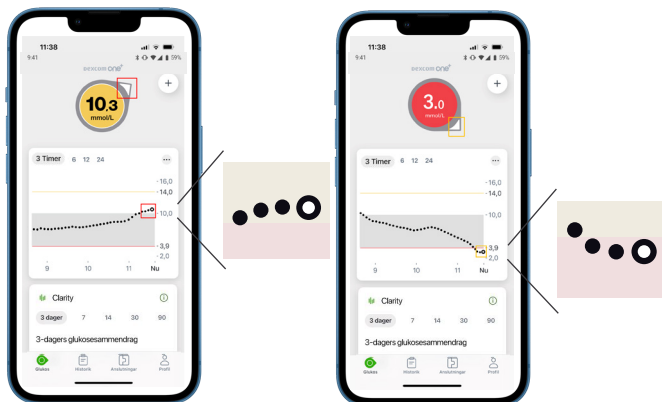 11:38
9:41
59%
dexcom ONE+
+
10.3
mmol/L
3 Timer 6 12 24
16,0
14,0
10,0
3,9
2,0
9 10 11 Nu
Clarity
3 dager 7 14 30 90
3-dagers glukosesammendrag
Glukos Historik Anslutningar Profil
11:38
9:41
59%
dexcom ONE+
+
3.0
mmol/L
3 Timer 6 12 24
16,0
14,0
10,0
3,9
2,0
9 10 11 Nu
Clarity
3 dager 7 14 30 90
3-dagers glukosesammendrag
Glukos Historik Anslutningar Profil